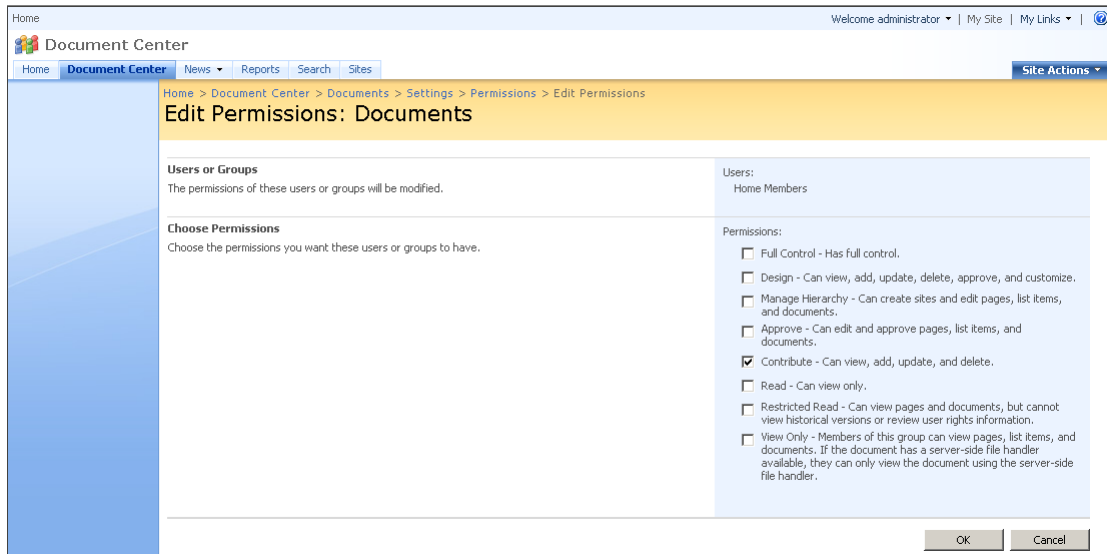 Home
Welcome administrator | My Site | My Links |
Document Center
Home Document Center News Reports Search Sites
Site Actions
Home > Document Center > Documents > Settings > Permissions > Edit Permissions
Edit Permissions: Documents
Users or Groups
The permissions of these users or groups will be modified.
Users:
Home Members
Choose Permissions
Choose the permissions you want these users or groups to have.
Permissions:
Full Control - Has full control.
Design - Can view, add, update, delete, approve, and customize.
Manage Hierarchy - Can create sites and edit pages, list items,
and documents.
Approve - Can edit and approve pages, list items, and
documents.
Contribute - Can view, add, update, and delete.
Read - Can view only.
Restricted Read - Can view pages and documents, but cannot
view historical versions or review user rights information.
View Only - Members of this group can view pages, list items, and
documents. If the document has a server-side file handler
available, they can only view the document using the server-side
file handler.
OK
Cancel